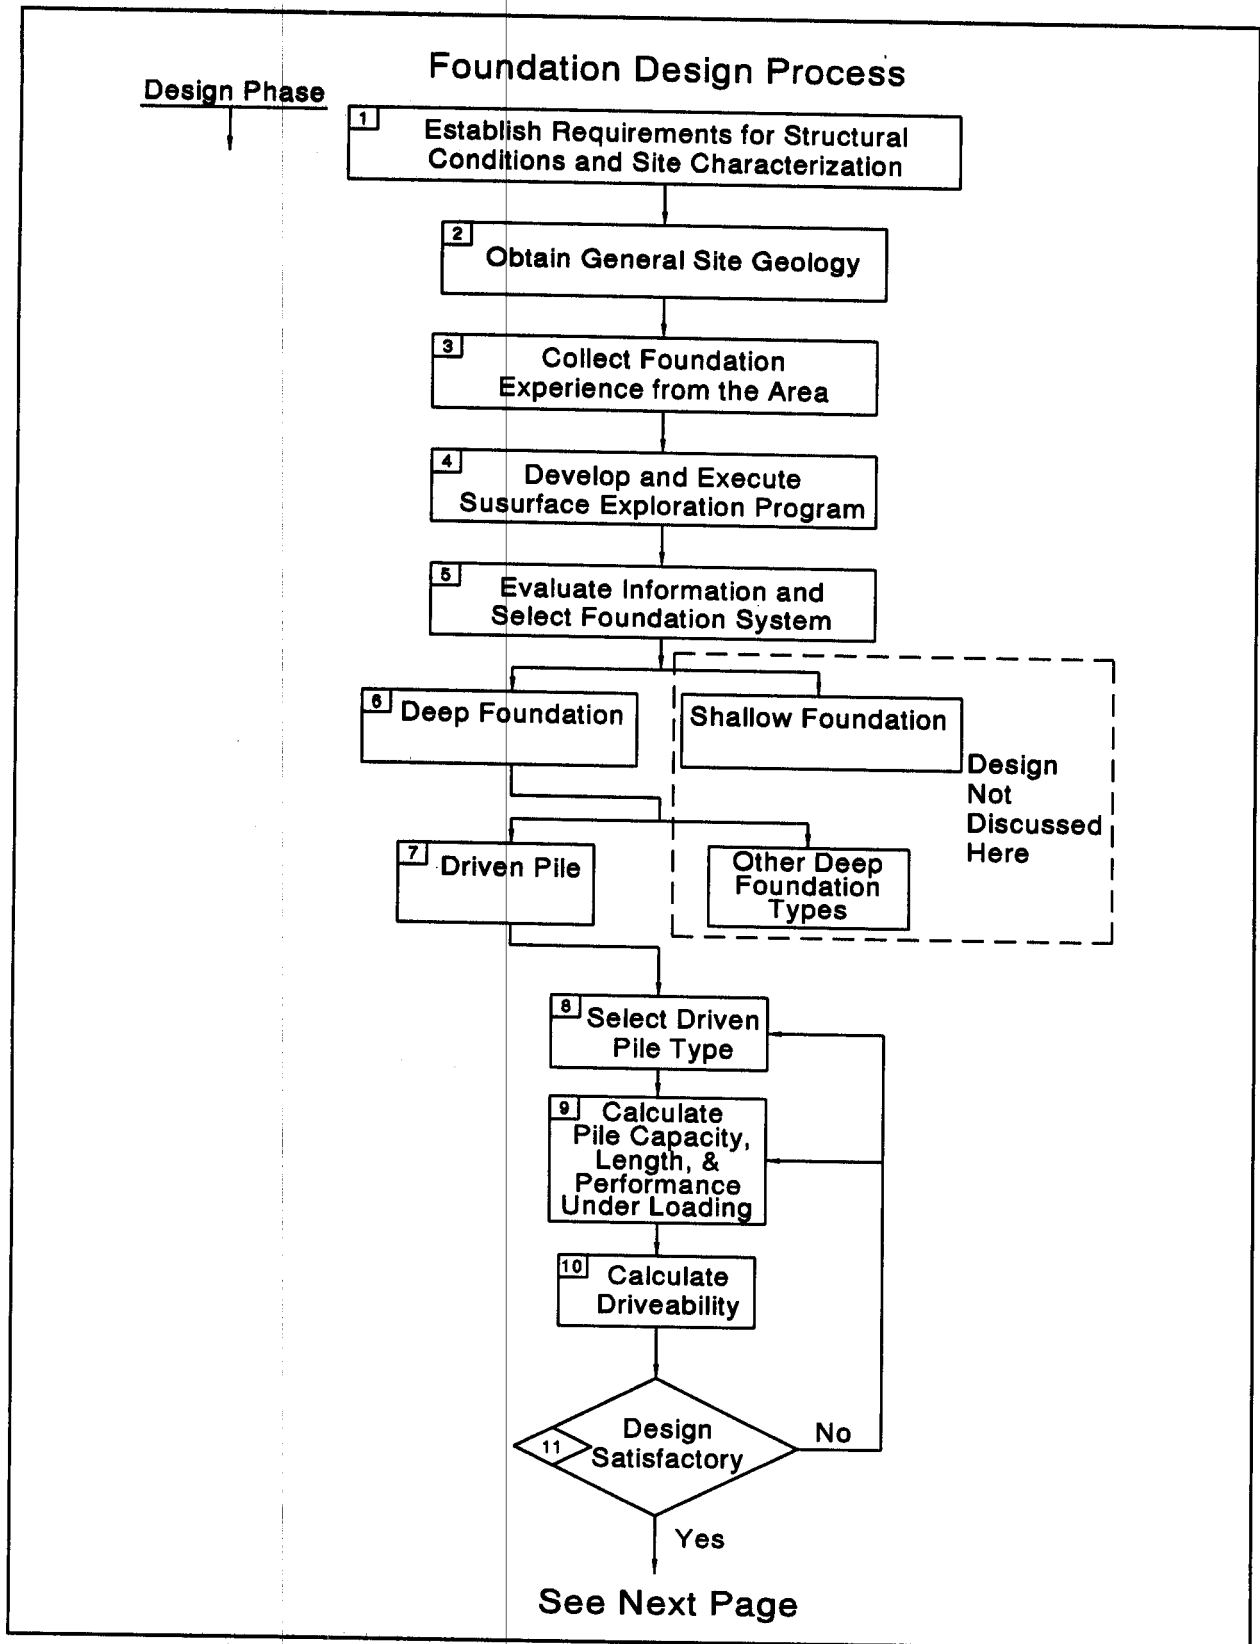 Foundation Design Process
Design Phase
1
Establish Requirements for Structural
Conditions and Site Characterization
2
Obtain General Site Geology
3
Collect Foundation
Experience from the Area
4
Develop and Execute
Susurface Exploration Program
5
Evaluate Information and
Select Foundation System
6
Deep Foundation
Shallow Foundation
Design
Not
Discussed
Here
7
Driven Pile
Other Deep
Foundation
Types
8
Select Driven
Pile Type
9
Calculate
Pile Capacity,
Length, &
Performance
Under Loading
10
Calculate
Driveability
11
Design
Satisfactory
No
Yes
See Next Page